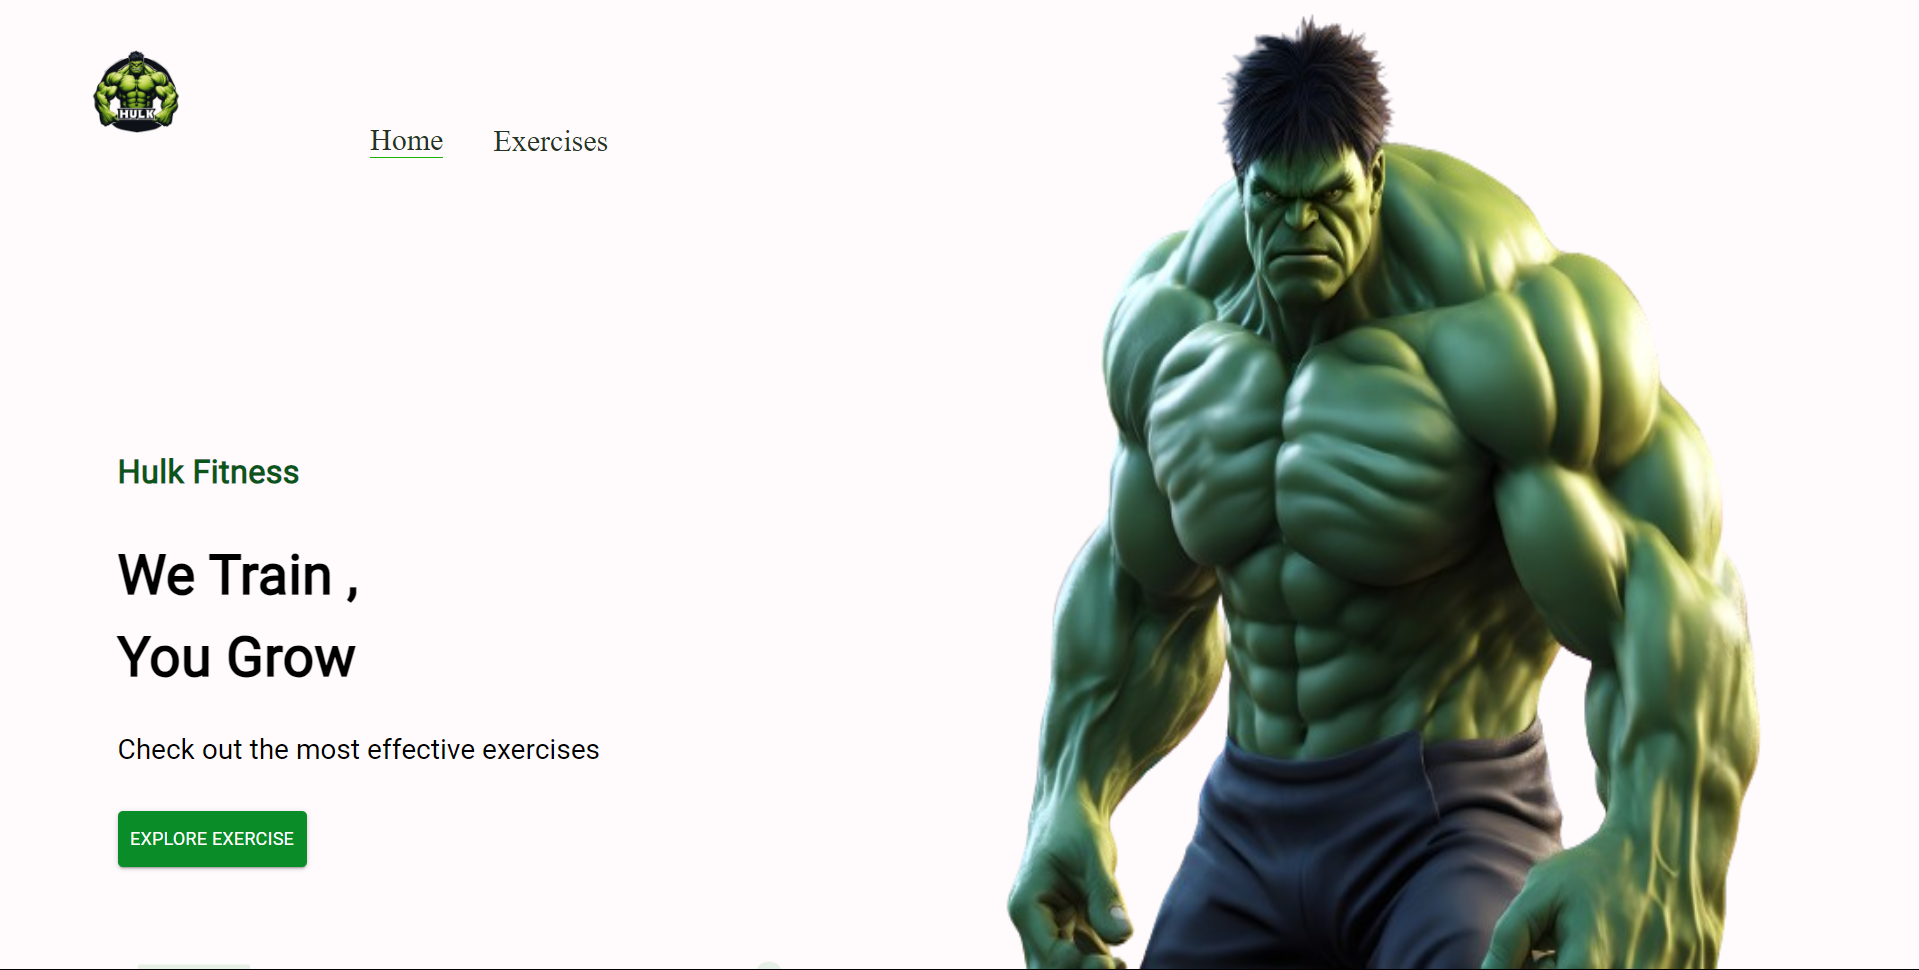 HULK
Home Exercises
Hulk Fitness
We Train ,
You Grow
Check out the most effective exercises
EXPLORE EXERCISE